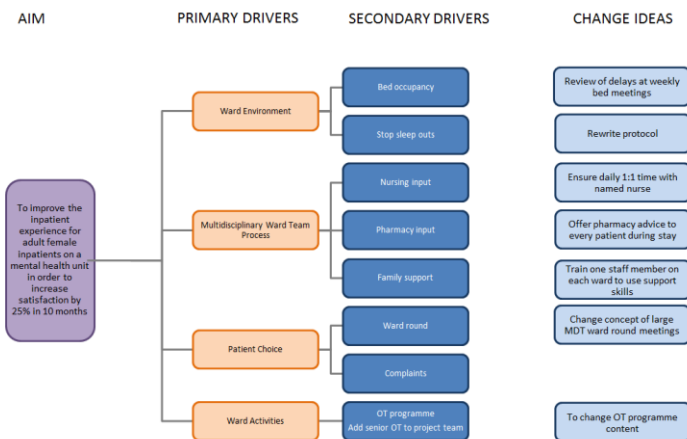 AIM
PRIMARY DRIVERS
SECONDARY DRIVERS
CHANGE IDEAS
To improve the
inpatient
experience for
adult female
inpatients on a
mental health unit
in order to
increase
satisfaction by
25% in 10 months
Ward Environment
Multidisciplinary Ward Team
Process
Patient Choice
Ward Activities
Bed occupancy
Stop sleep outs
Nursing input
Pharmacy input
Family support
Ward round
Complaints
OT programme
Add senior OT to project team
Review of delays at weekly
bed meetings
Rewrite protocol
Ensure daily 1:1 time with
named nurse
Offer pharmacy advice to
every patient during stay
Train one staff member on
each ward to use support
skills
Change concept of large
MDT ward round meetings
To change OT programme
content